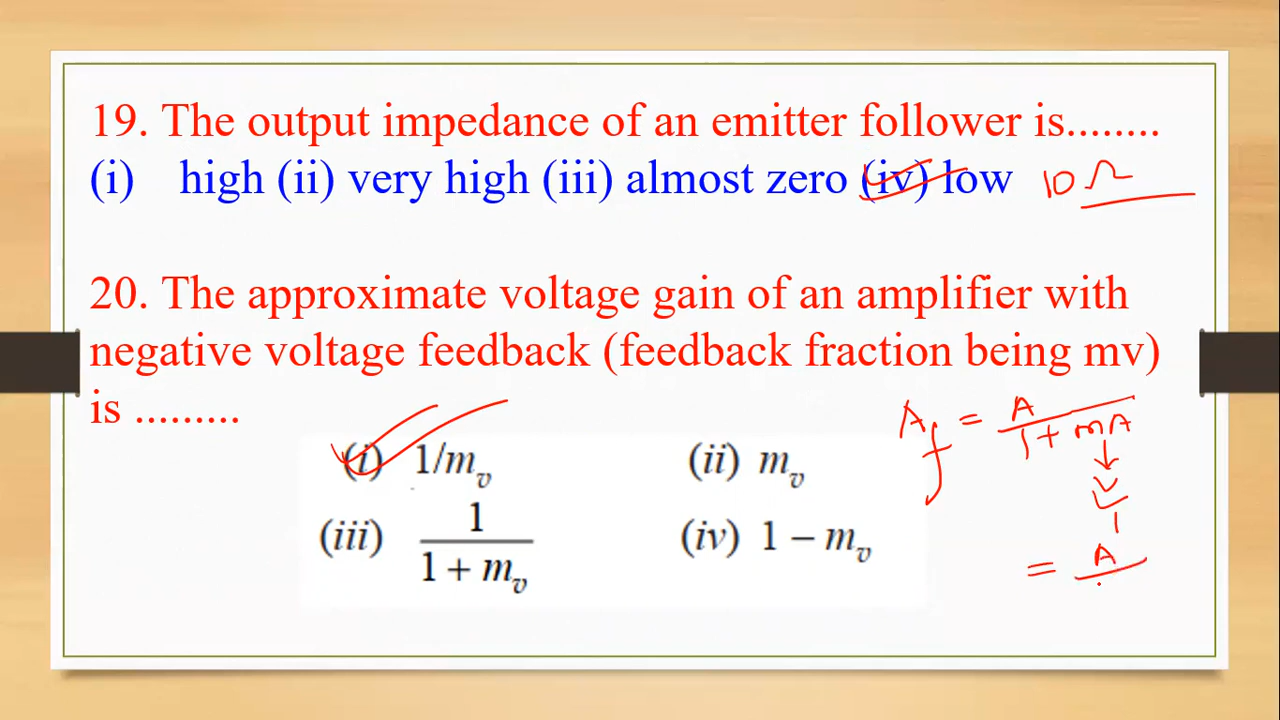 19. The output impedance of an emitter follower is........
(i) high (ii) very high (iii) almost zero (iv) low 10 Ω
20. The approximate voltage gain of an amplifier with
negative voltage feedback (feedback fraction being mv)
is .........
(i) 1/mᵥ (ii) mᵥ
(iii) 1/(1 + mᵥ) (iv) 1 − mᵥ
A_f = A/(1 + mA)
↓
>>
1
= A/